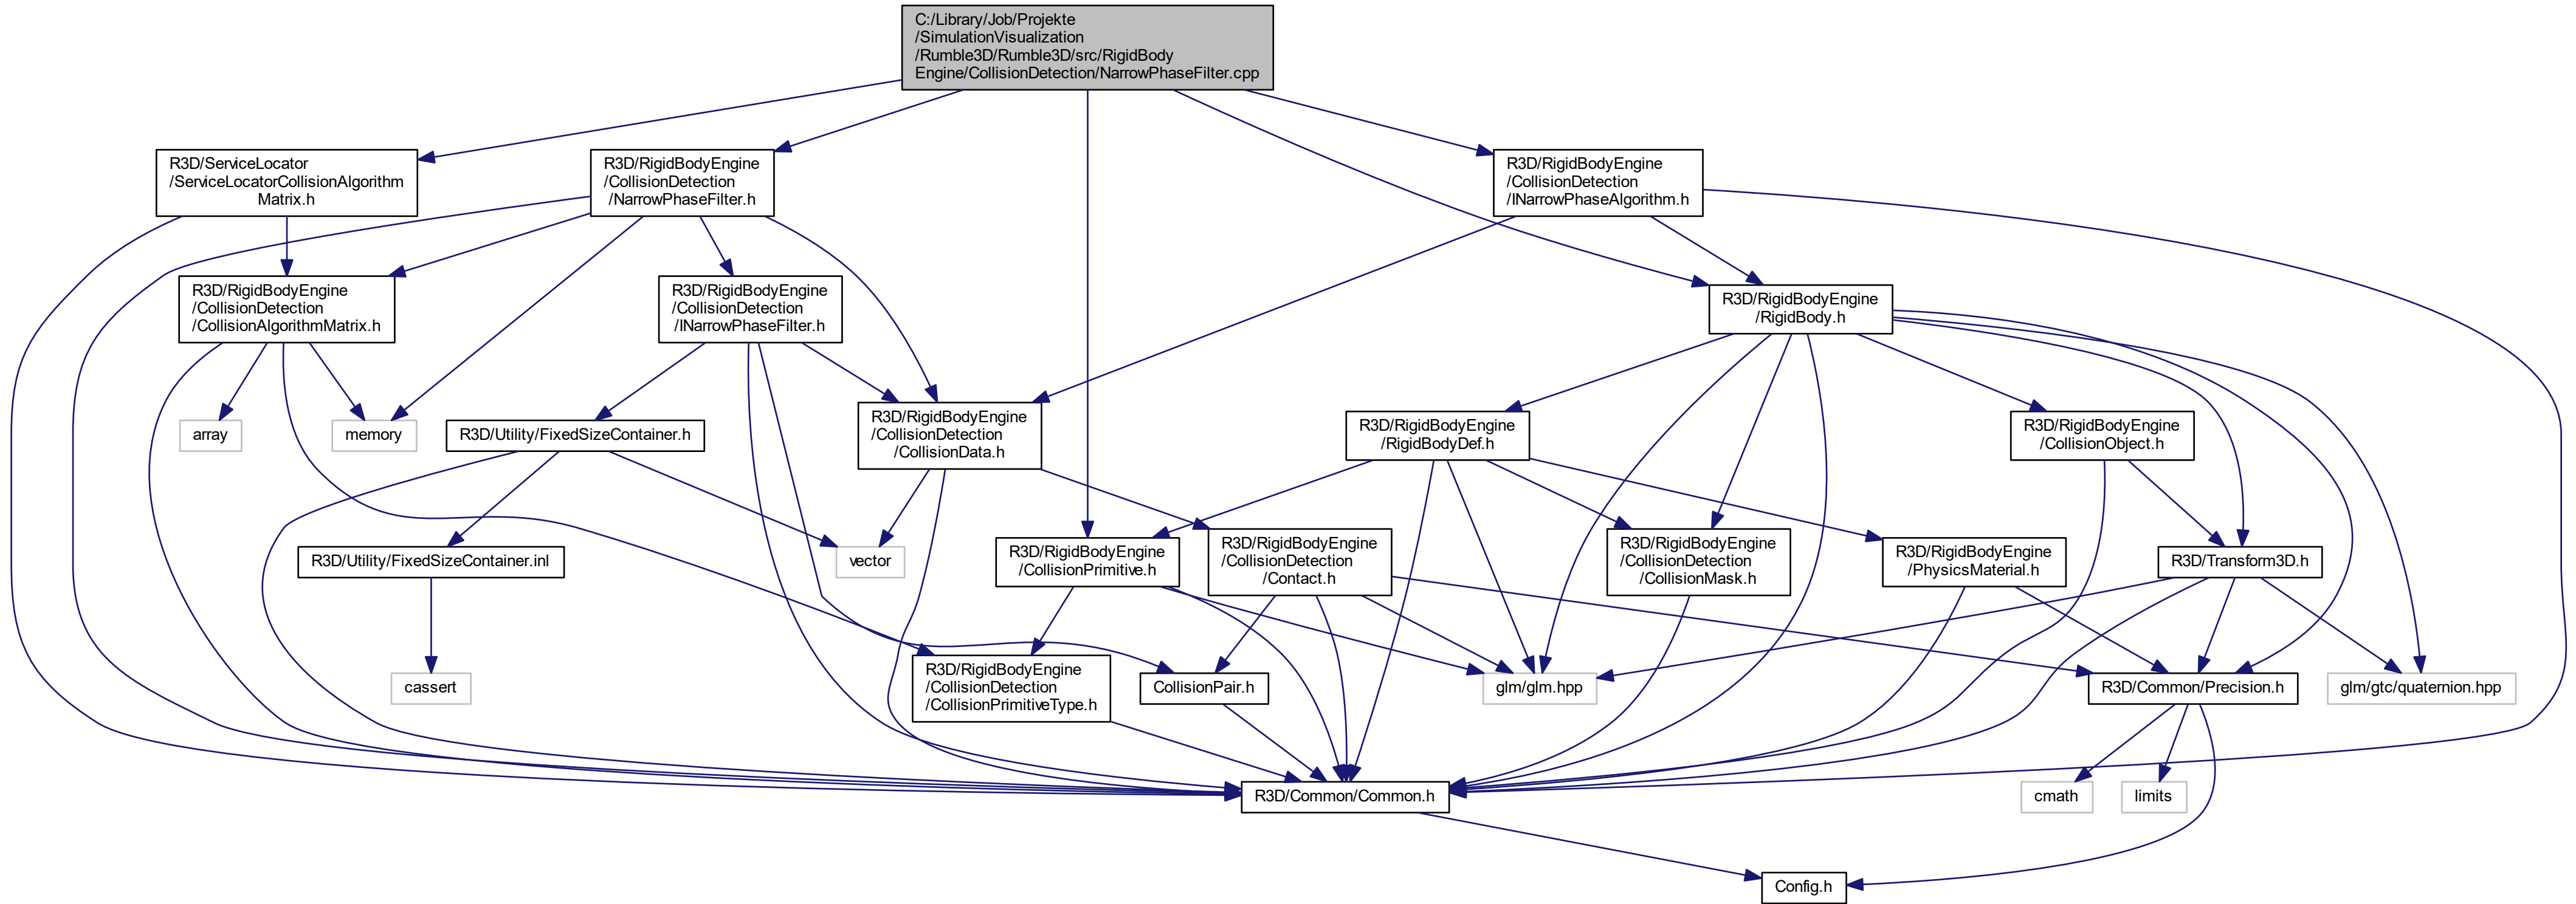 C:/Library/Job/Projekte
/SimulationVisualization
/Rumble3D/Rumble3D/src/RigidBody
Engine/CollisionDetection/NarrowPhaseFilter.cpp
R3D/ServiceLocator
/ServiceLocatorCollisionAlgorithm
Matrix.h
R3D/RigidBodyEngine
/CollisionDetection
/NarrowPhaseFilter.h
R3D/RigidBodyEngine
/CollisionDetection
/INarrowPhaseAlgorithm.h
R3D/RigidBodyEngine
/CollisionDetection
/CollisionAlgorithmMatrix.h
R3D/RigidBodyEngine
/CollisionDetection
/INarrowPhaseFilter.h
R3D/RigidBodyEngine
/RigidBody.h
array
memory
R3D/Utility/FixedSizeContainer.h
R3D/RigidBodyEngine
/CollisionDetection
/CollisionData.h
R3D/RigidBodyEngine
/RigidBodyDef.h
R3D/RigidBodyEngine
/CollisionObject.h
R3D/Utility/FixedSizeContainer.inl
vector
R3D/RigidBodyEngine
/CollisionPrimitive.h
R3D/RigidBodyEngine
/CollisionDetection
/Contact.h
R3D/RigidBodyEngine
/CollisionDetection
/CollisionMask.h
R3D/RigidBodyEngine
/PhysicsMaterial.h
R3D/Transform3D.h
cassert
R3D/RigidBodyEngine
/CollisionDetection
/CollisionPrimitiveType.h
CollisionPair.h
glm/glm.hpp
R3D/Common/Precision.h
glm/gtc/quaternion.hpp
R3D/Common/Common.h
cmath
limits
Config.h